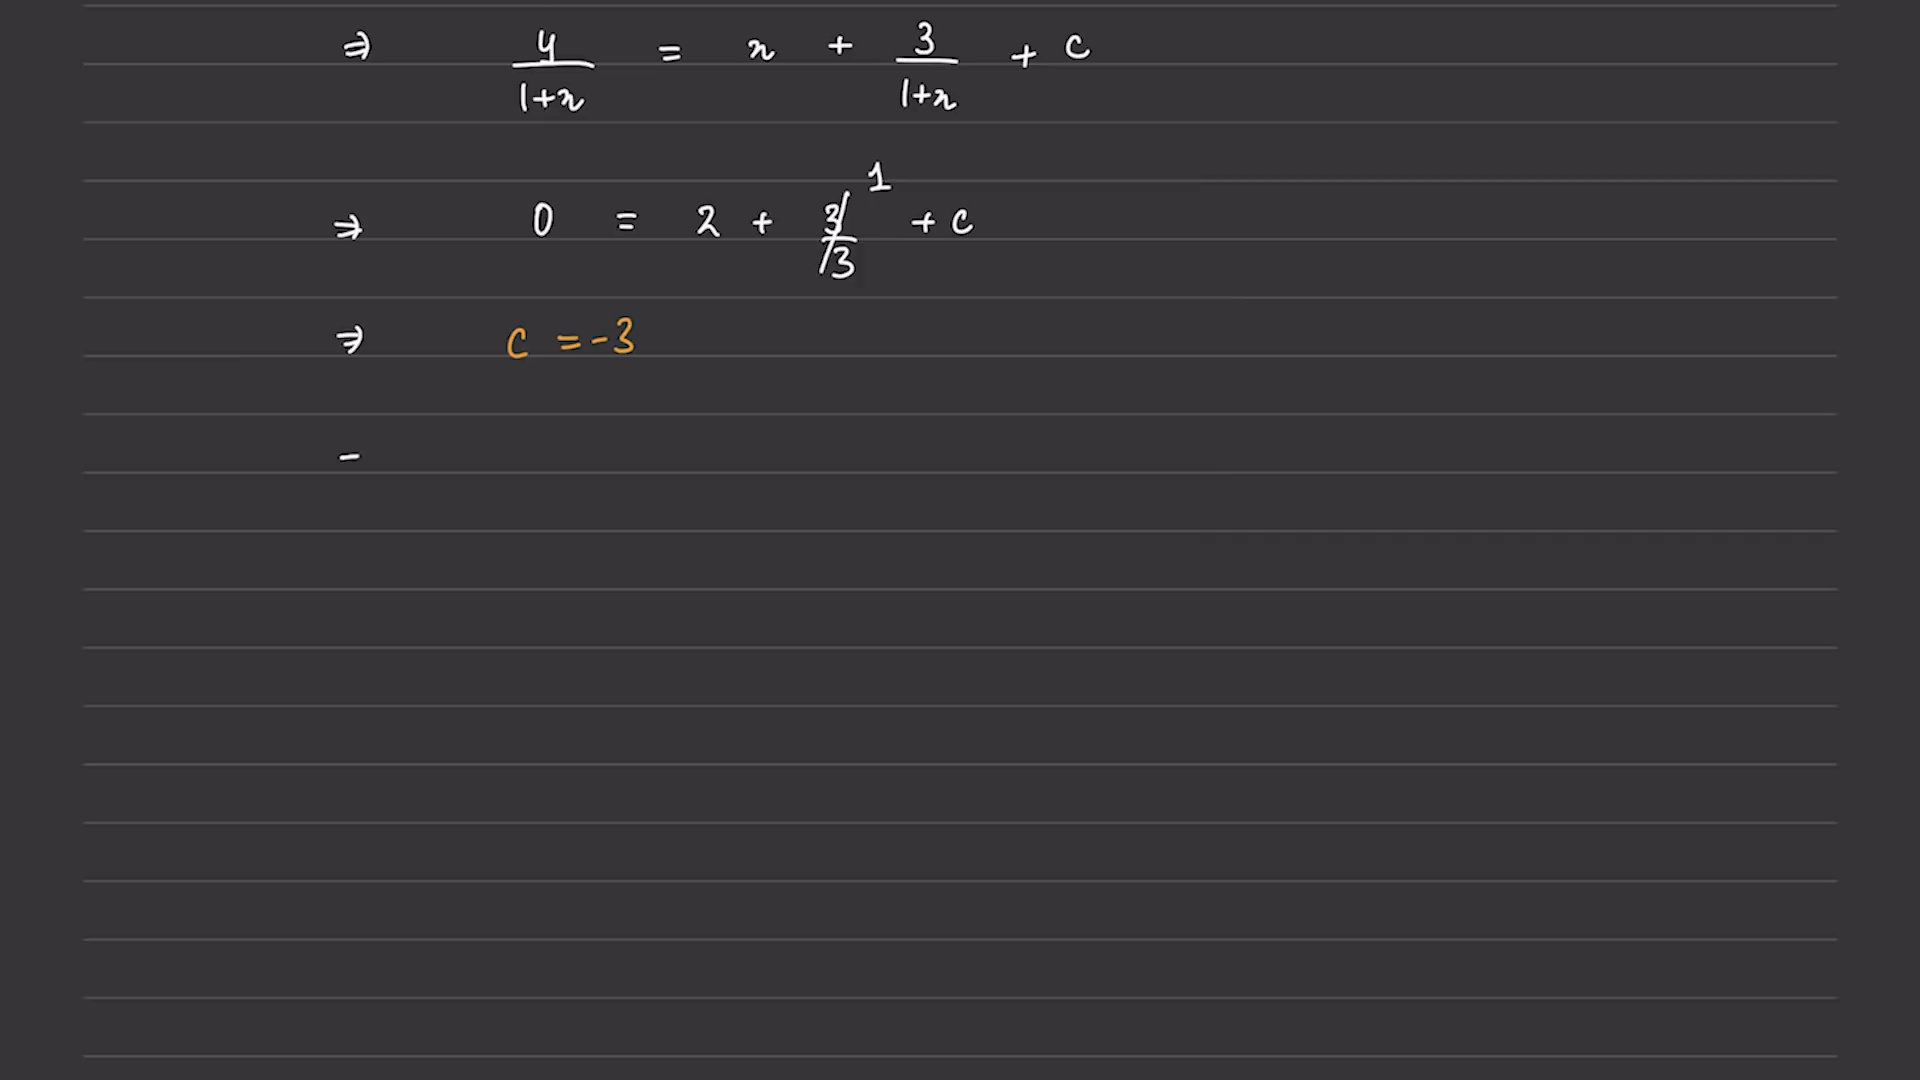 ⇒ y/(1+x) = x + 3/(1+x) + c
⇒ 0 = 2 + 3/3 1 + c
⇒ c = -3
-